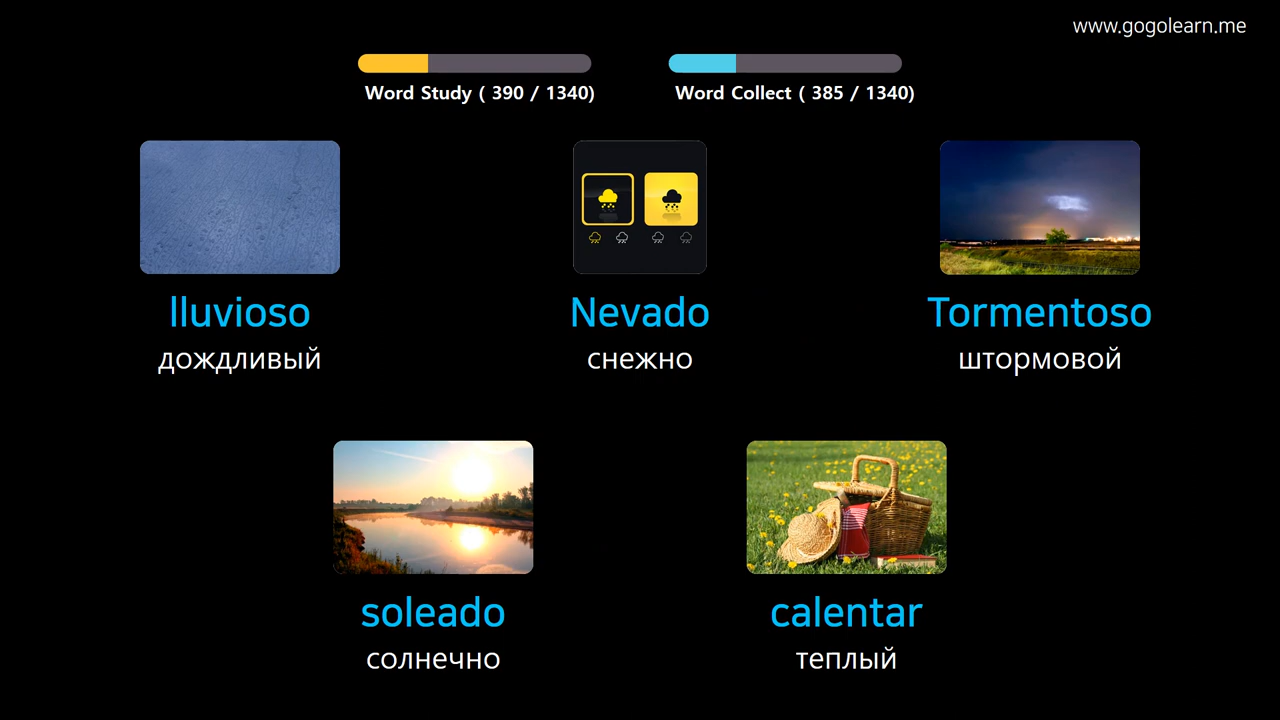 www.gogolearn.me
Word Study ( 390 / 1340)
Word Collect ( 385 / 1340)
lluvioso
дождливый
Nevado
снежно
Tormentoso
штормовой
soleado
солнечно
calentar
теплый